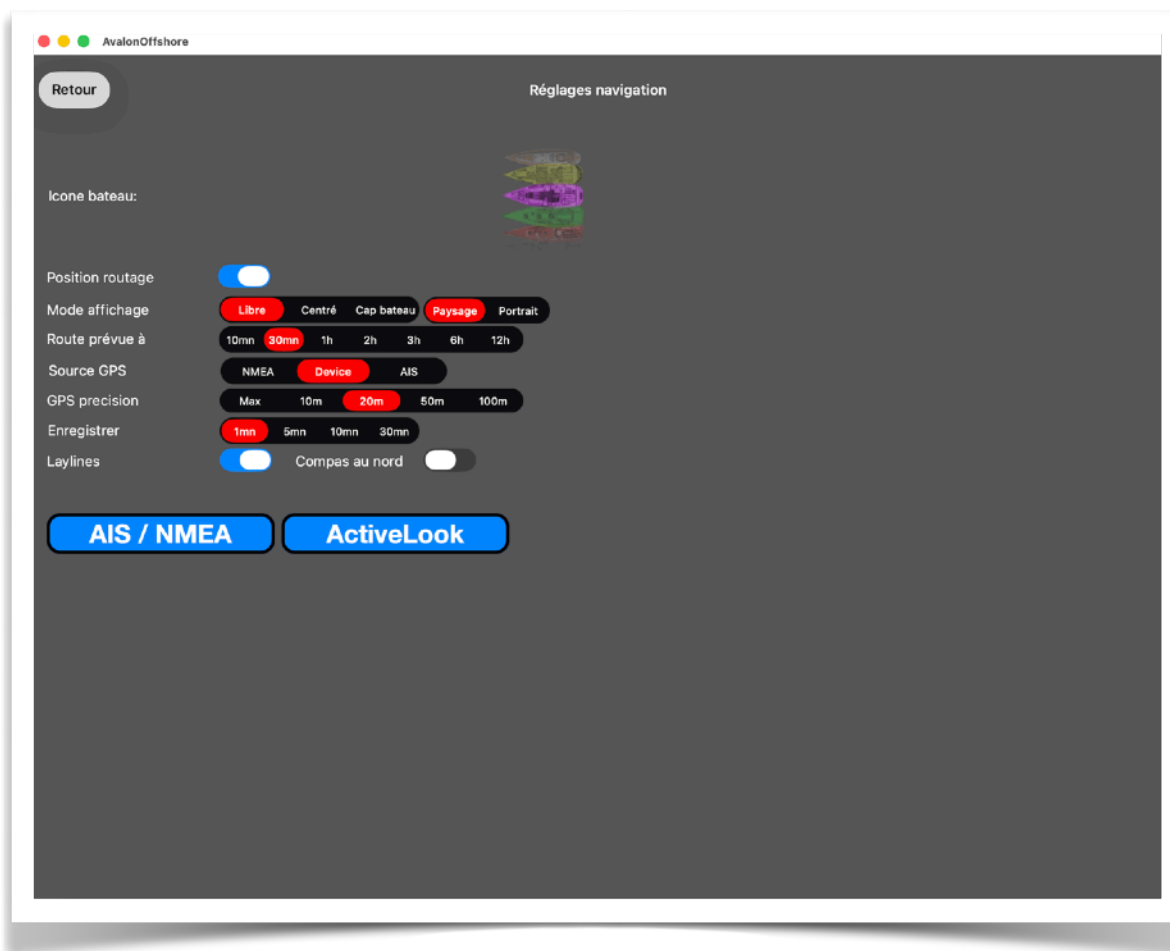 AvalonOffshore
Retour
Réglages navigation
Icone bateau:
Position routage
Mode affichage Libre Centré Cap bateau Paysage Portrait
Route prévue à 10mn 30mn 1h 2h 3h 6h 12h
Source GPS NMEA Device AIS
GPS precision Max 10m 20m 50m 100m
Enregistrer 1mn 5mn 10mn 30mn
Laylines Compas au nord
AIS / NMEA ActiveLook